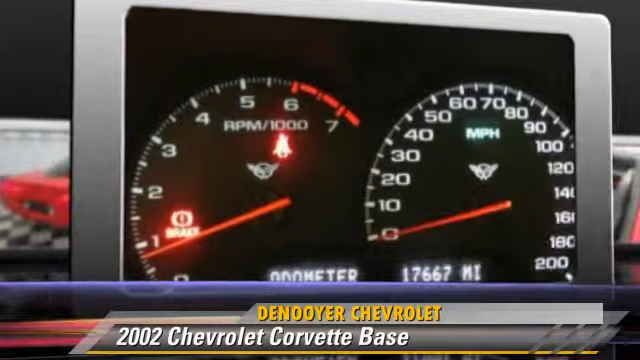 5 6
4 7
RPM/1000
3
2
BRAKE
1
0
60 70
50 80
40 MPH 90
30 100
20 120
10 140
0 160
180
200
ODOMETER 17667 MI
DENOOYER CHEVROLET
2002 Chevrolet Corvette Base